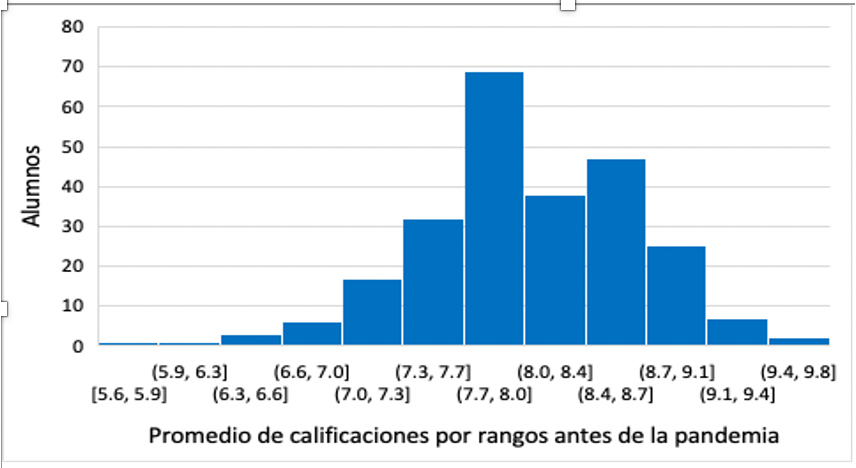 80
70
60
50
40
30
20
10
0
Alumnos
(5.9, 6.3] (6.6, 7.0] (7.3, 7.7] (8.0, 8.4] (8.7, 9.1] (9.4, 9.8]
[5.6, 5.9] (6.3, 6.6] (7.0, 7.3] (7.7, 8.0] (8.4, 8.7] (9.1, 9.4]
Promedio de calificaciones por rangos antes de la pandemia